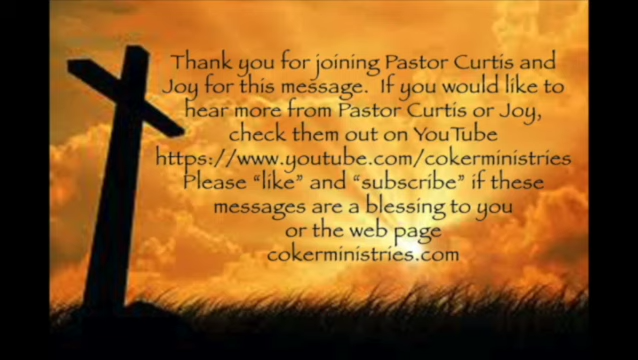 Thank you for joining Pastor Curtis and
Joy for this message. If you would like to
hear more from Pastor Curtis or Joy,
check them out on YouTube
https://www.youtube.com/cokerministries
Please “like” and “subscribe” if these
messages are a blessing to you
or the web page
cokerministries.com